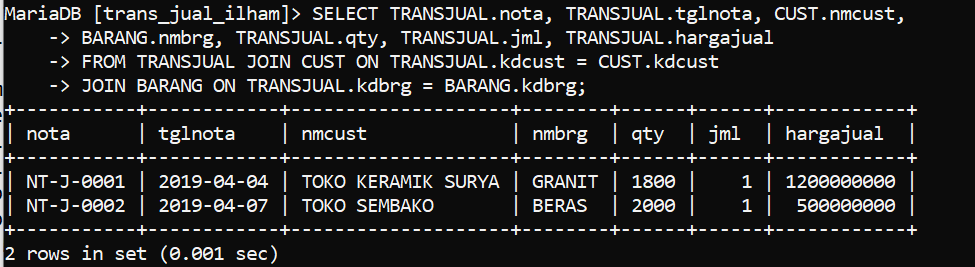 MariaDB [trans_jual_ilham]> SELECT TRANSJUAL.nota, TRANSJUAL.tglnota, CUST.nmcust,
    -> BARANG.nmbrg, TRANSJUAL.qty, TRANSJUAL.jml, TRANSJUAL.hargajual
    -> FROM TRANSJUAL JOIN CUST ON TRANSJUAL.kdcust = CUST.kdcust
    -> JOIN BARANG ON TRANSJUAL.kdbrg = BARANG.kdbrg;
+-----------+------------+--------------------+--------+------+------+------------+
| nota      | tglnota    | nmcust             | nmbrg  | qty  | jml  | hargajual  |
+-----------+------------+--------------------+--------+------+------+------------+
| NT-J-0001 | 2019-04-04 | TOKO KERAMIK SURYA | GRANIT | 1800 |    1 | 1200000000 |
| NT-J-0002 | 2019-04-07 | TOKO SEMBAKO       | BERAS  | 2000 |    1 |  500000000 |
+-----------+------------+--------------------+--------+------+------+------------+
2 rows in set (0.001 sec)